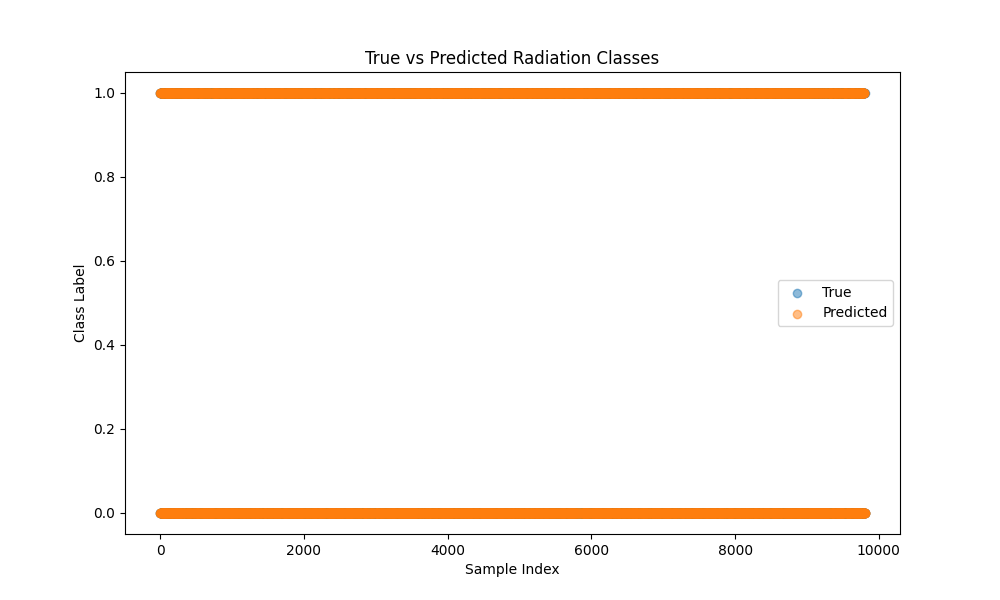 True vs Predicted Radiation Classes
1.0
0.8
0.6
0.4
0.2
0.0
Class Label
True
Predicted
0 2000 4000 6000 8000 10000
Sample Index